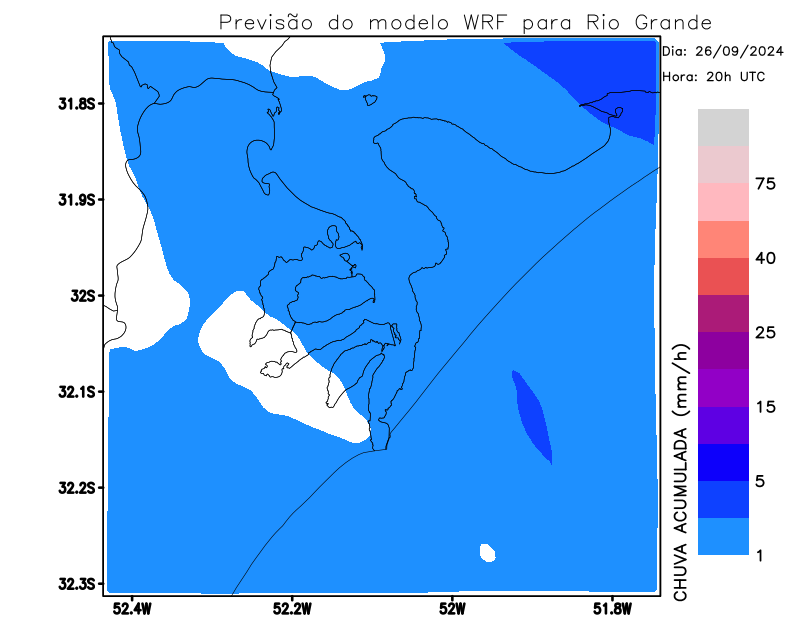 Previsão do modelo WRF para Rio Grande
Dia: 26/09/2024
Hora: 20h UTC
31.8S
31.9S
32S
32.1S
32.2S
32.3S
52.4W
52.2W
52W
51.8W
75
40
25
15
5
1
CHUVA ACUMULADA (mm/h)